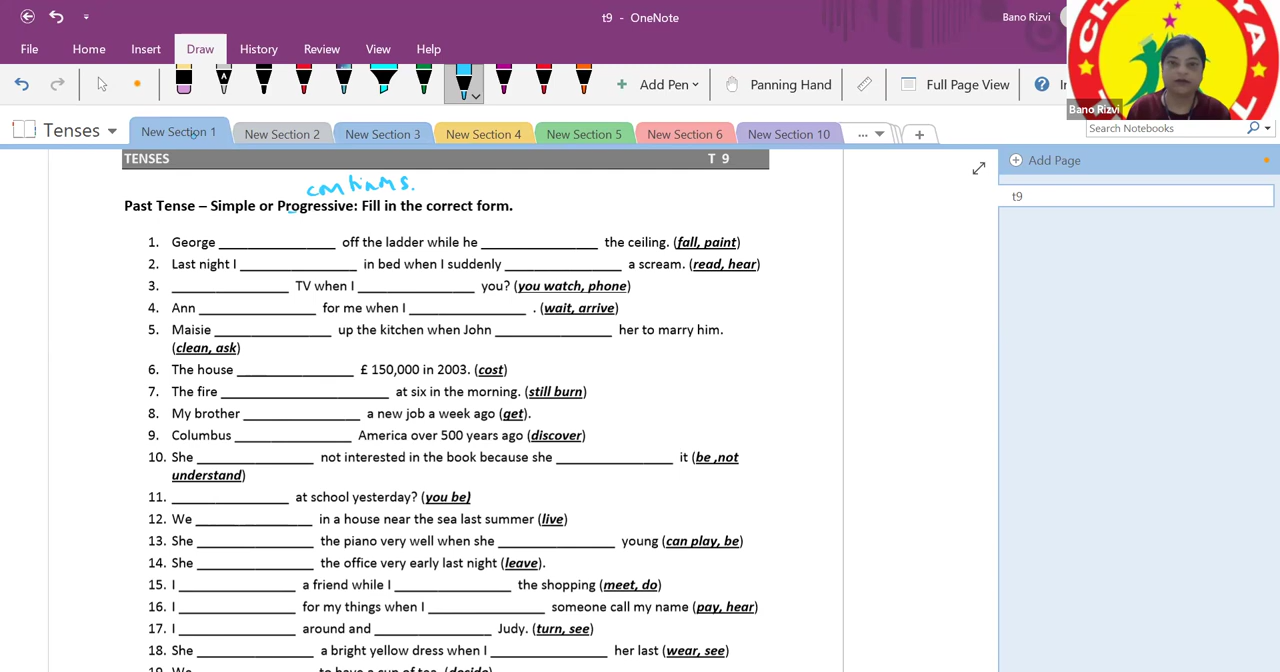 t9 - OneNote
Bano Rizvi
File Home Insert Draw History Review View Help
Add Pen Panning Hand Full Page View
Bano Rizvi
Tenses New Section 1 New Section 2 New Section 3 New Section 4 New Section 5 New Section 6 New Section 10 ... Search Notebooks
Add Page
t9
TENSES T 9
Past Tense – Simple or Progressive: Fill in the correct form.
1. George ________________ off the ladder while he ________________ the ceiling. (fall, paint)
2. Last night I ________________ in bed when I suddenly ________________ a scream. (read, hear)
3. ________________ TV when I ________________ you? (you watch, phone)
4. Ann ________________ for me when I ________________ . (wait, arrive)
5. Maisie ________________ up the kitchen when John ________________ her to marry him.
(clean, ask)
6. The house ________________ £ 150,000 in 2003. (cost)
7. The fire _______________________ at six in the morning. (still burn)
8. My brother ________________ a new job a week ago (get).
9. Columbus ________________ America over 500 years ago (discover)
10. She ________________ not interested in the book because she ________________ it (be ,not
understand)
11. ________________ at school yesterday? (you be)
12. We ________________ in a house near the sea last summer (live)
13. She ________________ the piano very well when she ________________ young (can play, be)
14. She ________________ the office very early last night (leave).
15. I ________________ a friend while I ________________ the shopping (meet, do)
16. I ________________ for my things when I ________________ someone call my name (pay, hear)
17. I ________________ around and ________________ Judy. (turn, see)
18. She ________________ a bright yellow dress when I ________________ her last (wear, see)
19. We ________________ to have a cup of tea. (decide)